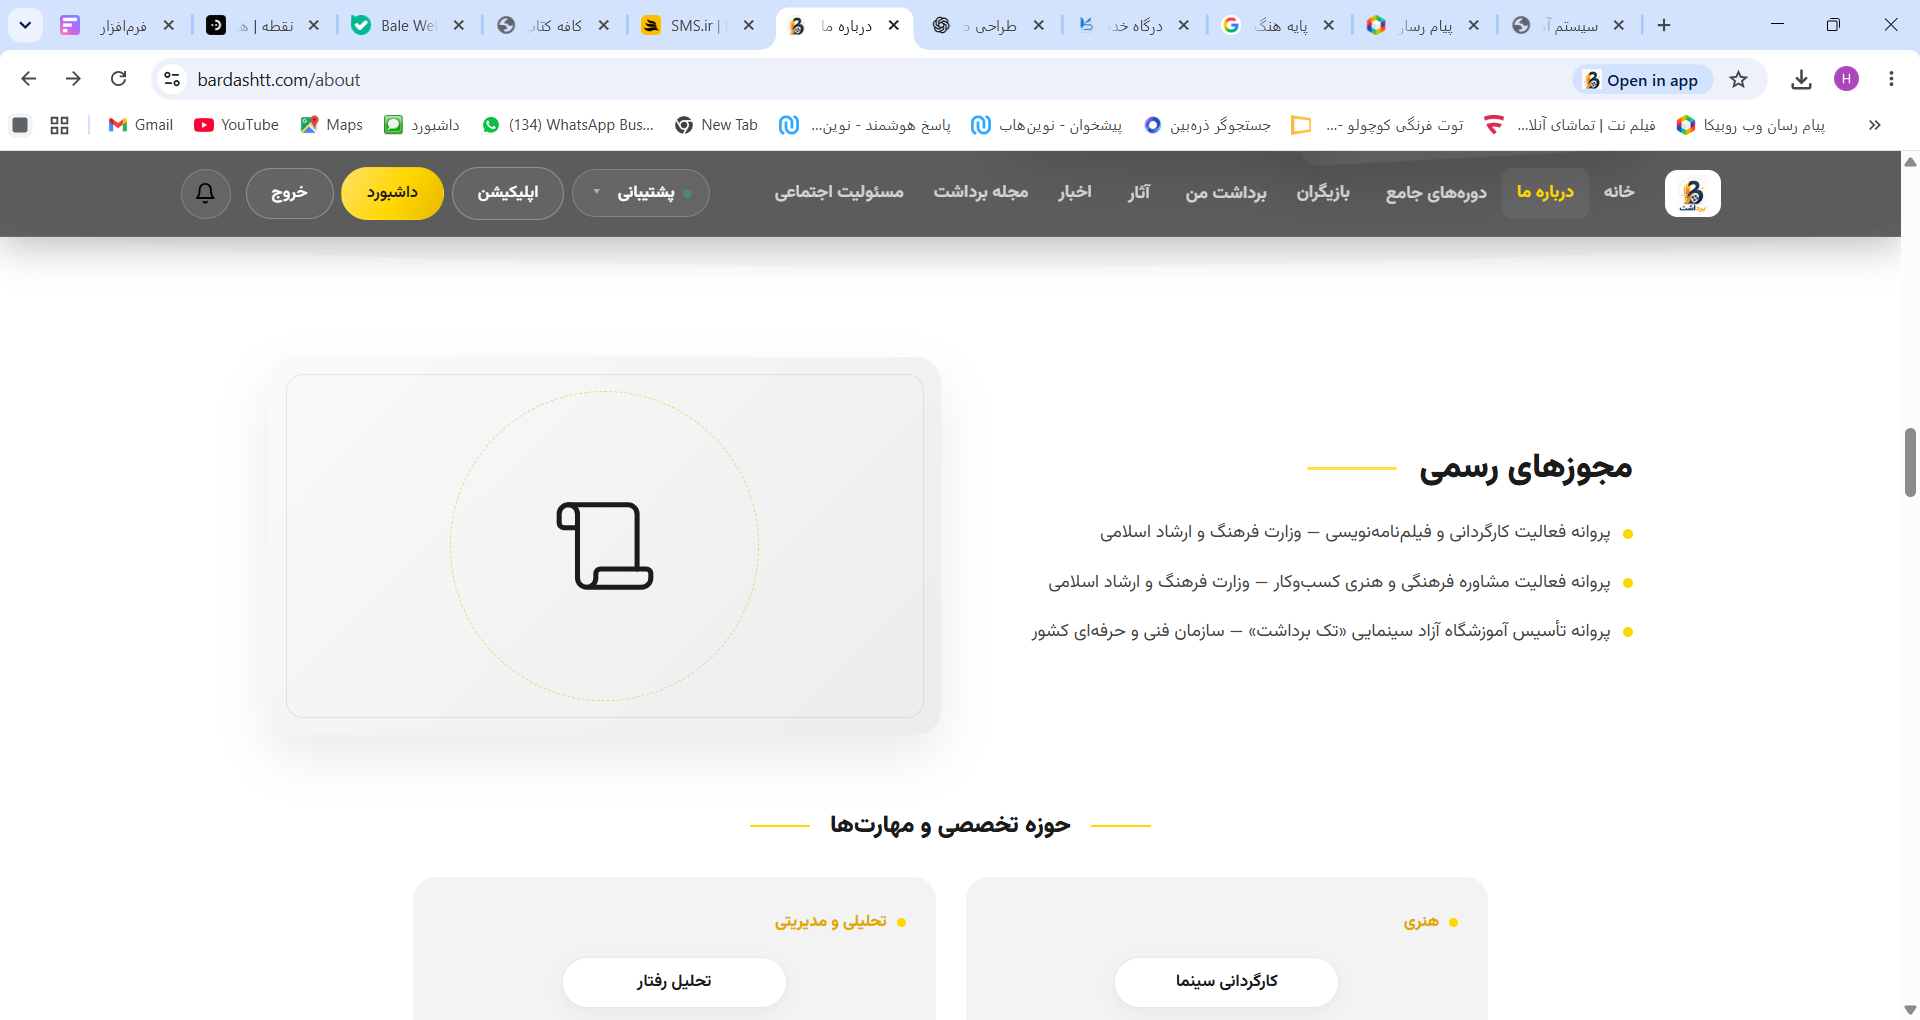 فرم‌افزار
نقطه | ه
Bale We
کافه کتاب
SMS.ir |
درباره ما
طراحی
درگاه خد
پایه هنگ
پیام رسار
سیستم آ
bardashtt.com/about
Open in app
H
Gmail
YouTube
Maps
داشبورد
(134) WhatsApp Bus...
New Tab
پاسخ هوشمند - نوین...
پیشخوان - نوین‌هاب
جستجوگر ذره‌بین
توت فرنگی کوچولو -...
فیلم نت | تماشای آنلا...
پیام رسان وب روبیکا
برداشت
خانه
درباره ما
دوره‌های جامع
بازیگران
برداشت من
آثار
اخبار
مجله برداشت
مسئولیت اجتماعی
پشتیبانی
اپلیکیشن
داشبورد
خروج
مجوزهای رسمی
پروانه فعالیت کارگردانی و فیلم‌نامه‌نویسی — وزارت فرهنگ و ارشاد اسلامی
پروانه فعالیت مشاوره فرهنگی و هنری کسب‌وکار — وزارت فرهنگ و ارشاد اسلامی
پروانه تأسیس آموزشگاه آزاد سینمایی «تک برداشت» — سازمان فنی و حرفه‌ای کشور
حوزه تخصصی و مهارت‌ها
هنری
کارگردانی سینما
تحلیلی و مدیریتی
تحلیل رفتار